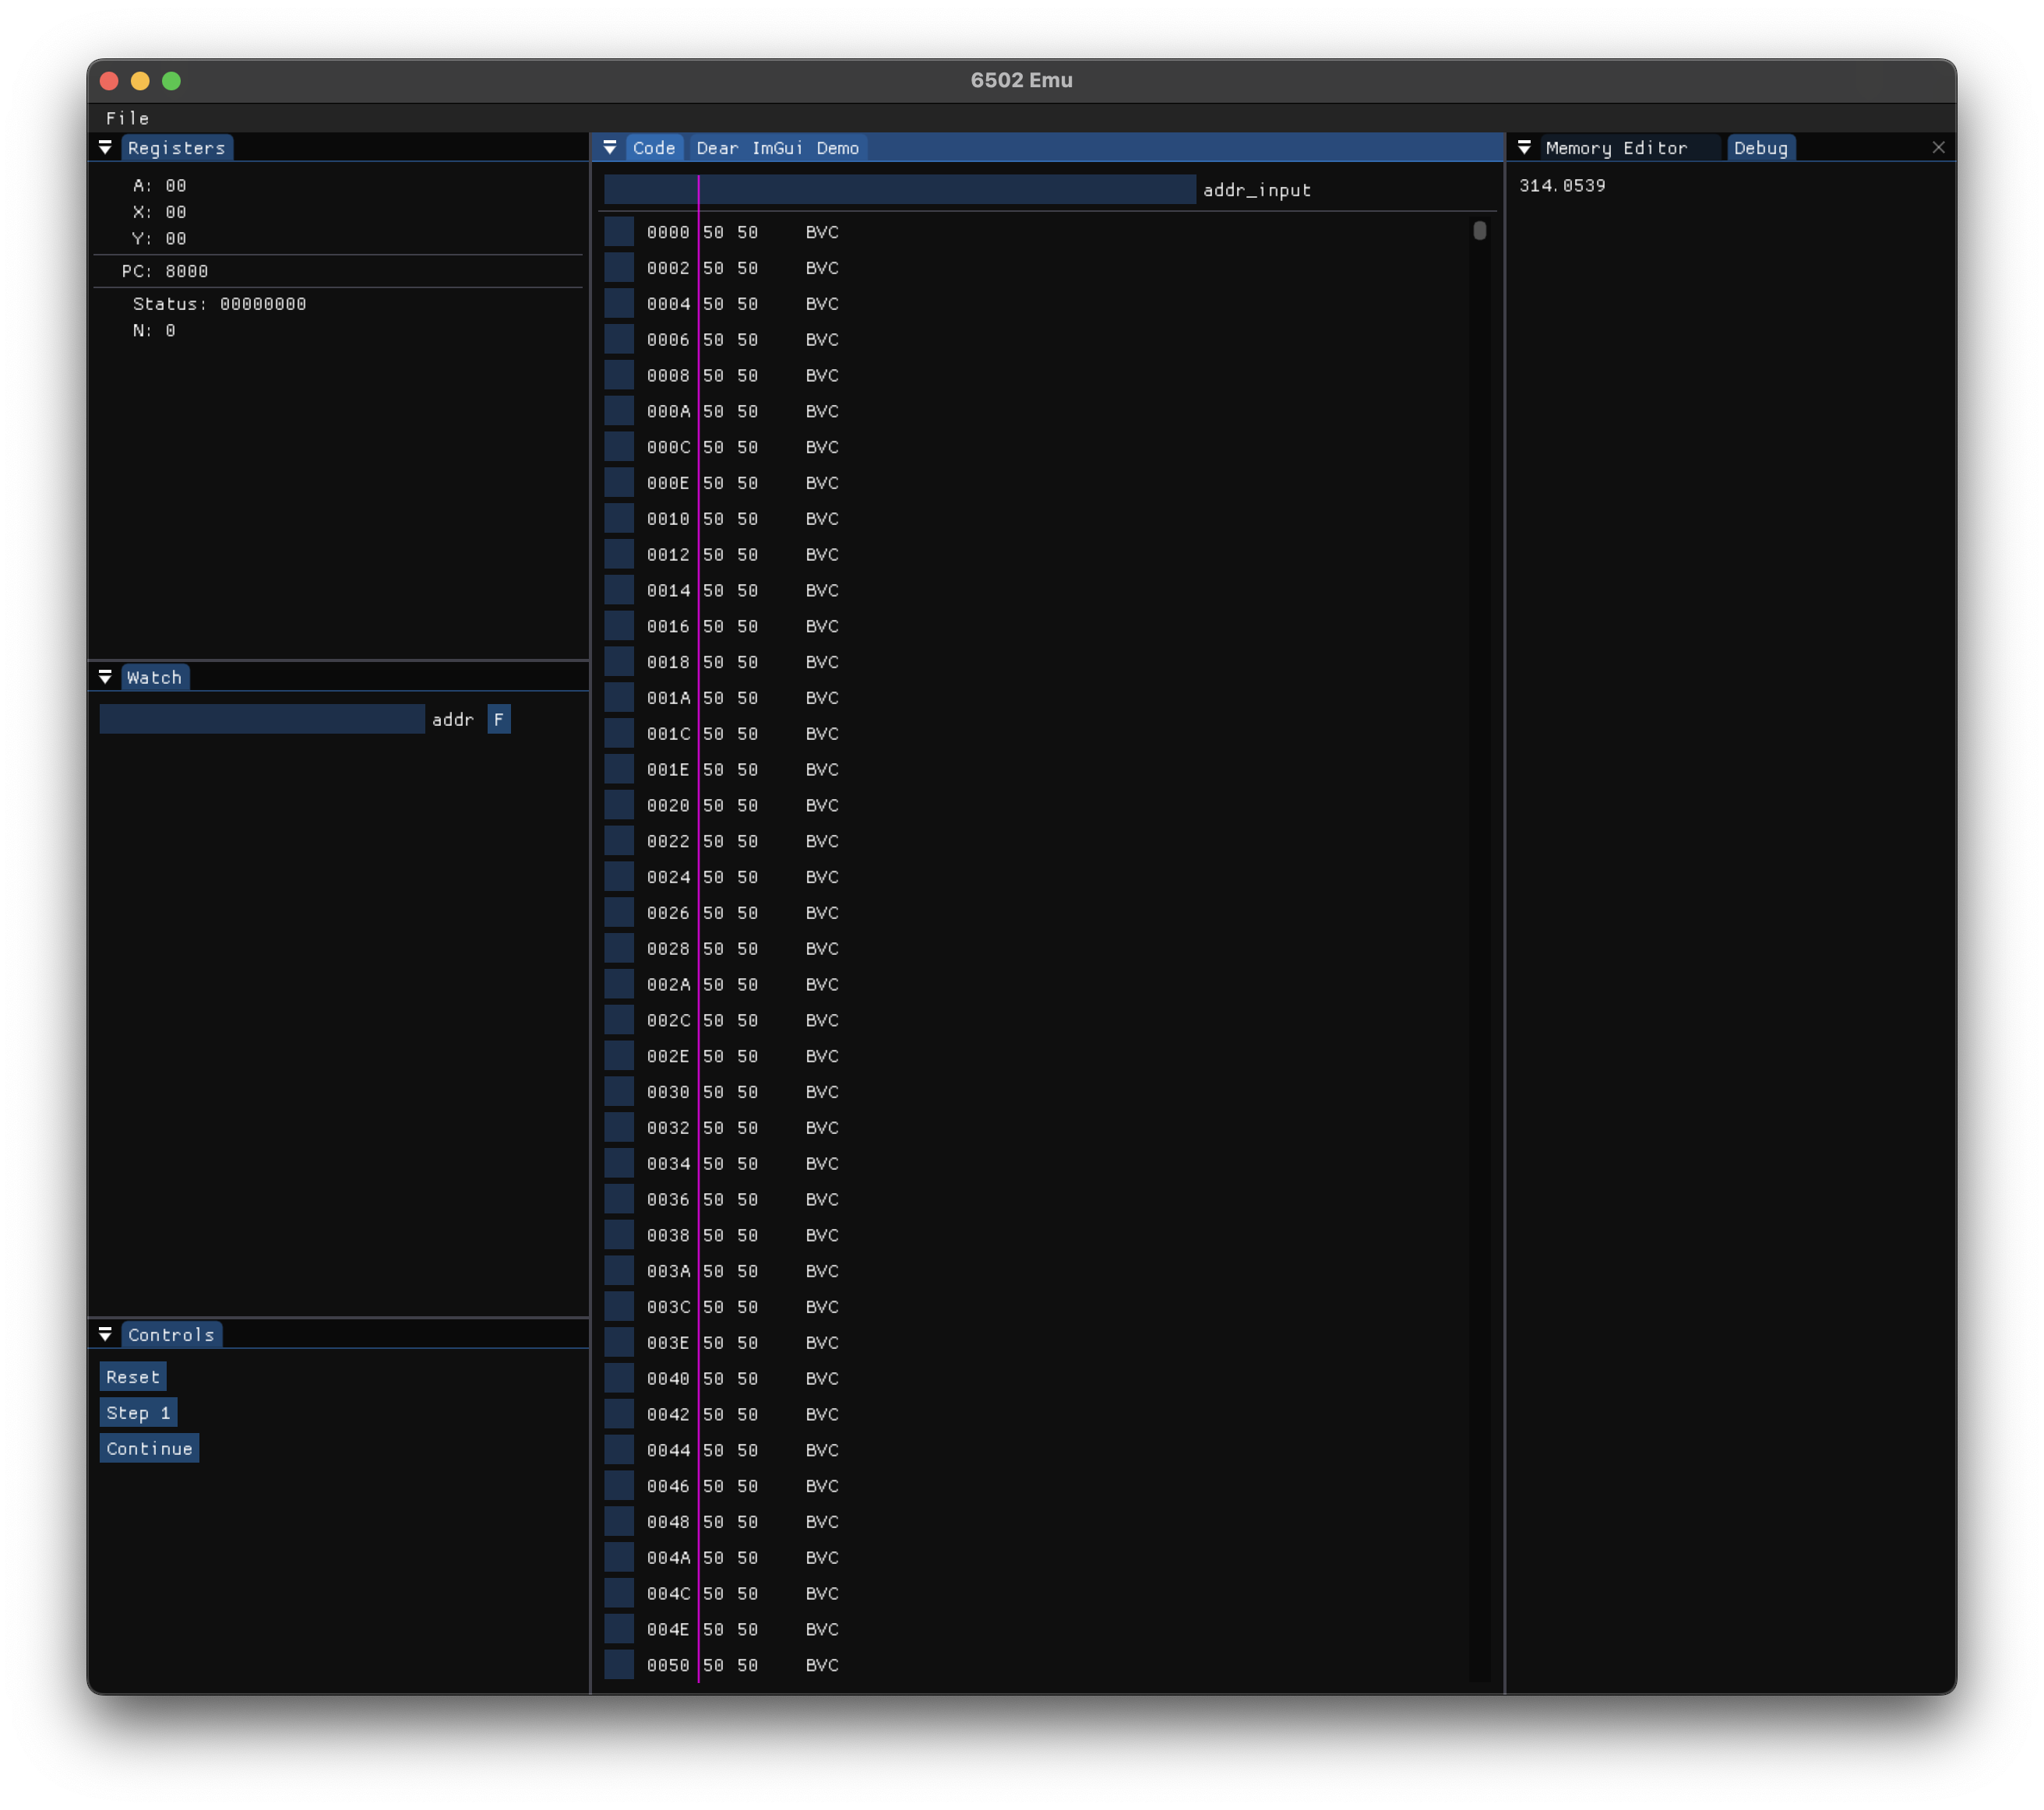 6502 Emu
File
Registers
A: 00
X: 00
Y: 00
PC: 8000
Status: 00000000
N: 0
Watch
addr F
Controls
Reset
Step 1
Continue
Code Dear ImGui Demo
addr_input
0000 50 50 BVC
0002 50 50 BVC
0004 50 50 BVC
0006 50 50 BVC
0008 50 50 BVC
000A 50 50 BVC
000C 50 50 BVC
000E 50 50 BVC
0010 50 50 BVC
0012 50 50 BVC
0014 50 50 BVC
0016 50 50 BVC
0018 50 50 BVC
001A 50 50 BVC
001C 50 50 BVC
001E 50 50 BVC
0020 50 50 BVC
0022 50 50 BVC
0024 50 50 BVC
0026 50 50 BVC
0028 50 50 BVC
002A 50 50 BVC
002C 50 50 BVC
002E 50 50 BVC
0030 50 50 BVC
0032 50 50 BVC
0034 50 50 BVC
0036 50 50 BVC
0038 50 50 BVC
003A 50 50 BVC
003C 50 50 BVC
003E 50 50 BVC
0040 50 50 BVC
0042 50 50 BVC
0044 50 50 BVC
0046 50 50 BVC
0048 50 50 BVC
004A 50 50 BVC
004C 50 50 BVC
004E 50 50 BVC
0050 50 50 BVC
Memory Editor Debug
314.0539